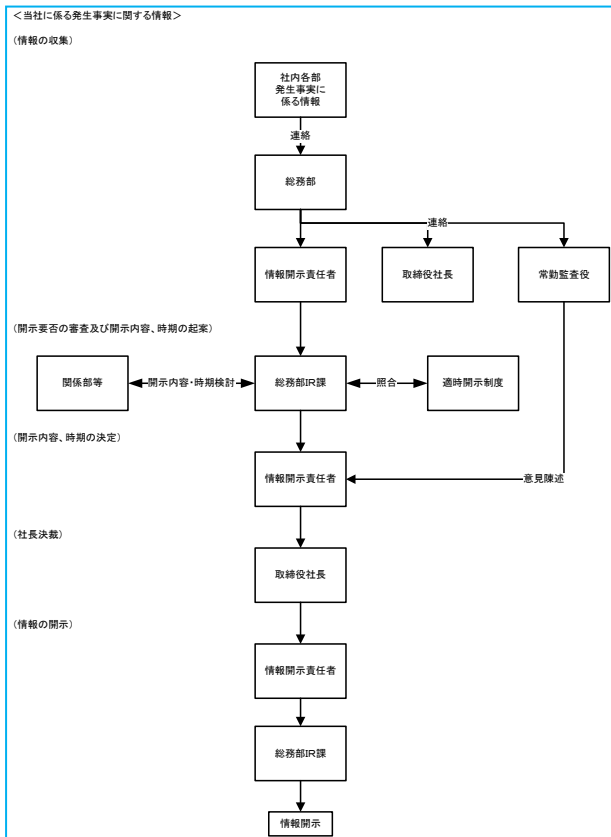 ＜当社に係る発生事実に関する情報＞
（情報の収集）
社内各部
発生事実に
係る情報
連絡
総務部
連絡
情報開示責任者
取締役社長
常勤監査役
（開示要否の審査及び開示内容、時期の起案）
関係部等
開示内容・時期検討
総務部IR課
照合
適時開示制度
（開示内容、時期の決定）
情報開示責任者
意見陳述
（社長決裁）
取締役社長
（情報の開示）
情報開示責任者
総務部IR課
情報開示